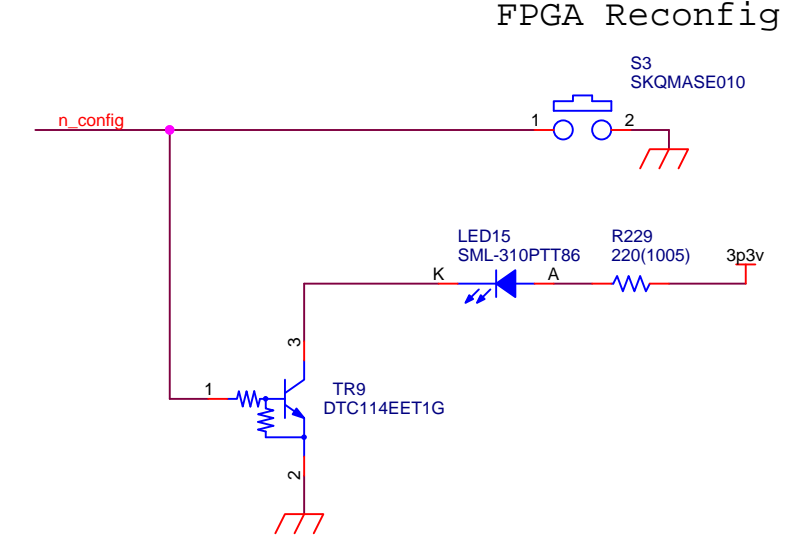 FPGA Reconfig
S3
SKQMASE010
n_config
1
2
LED15
SML-310PTT86
R229
220(1005)
3p3v
K
A
3
1
TR9
DTC114EET1G
2